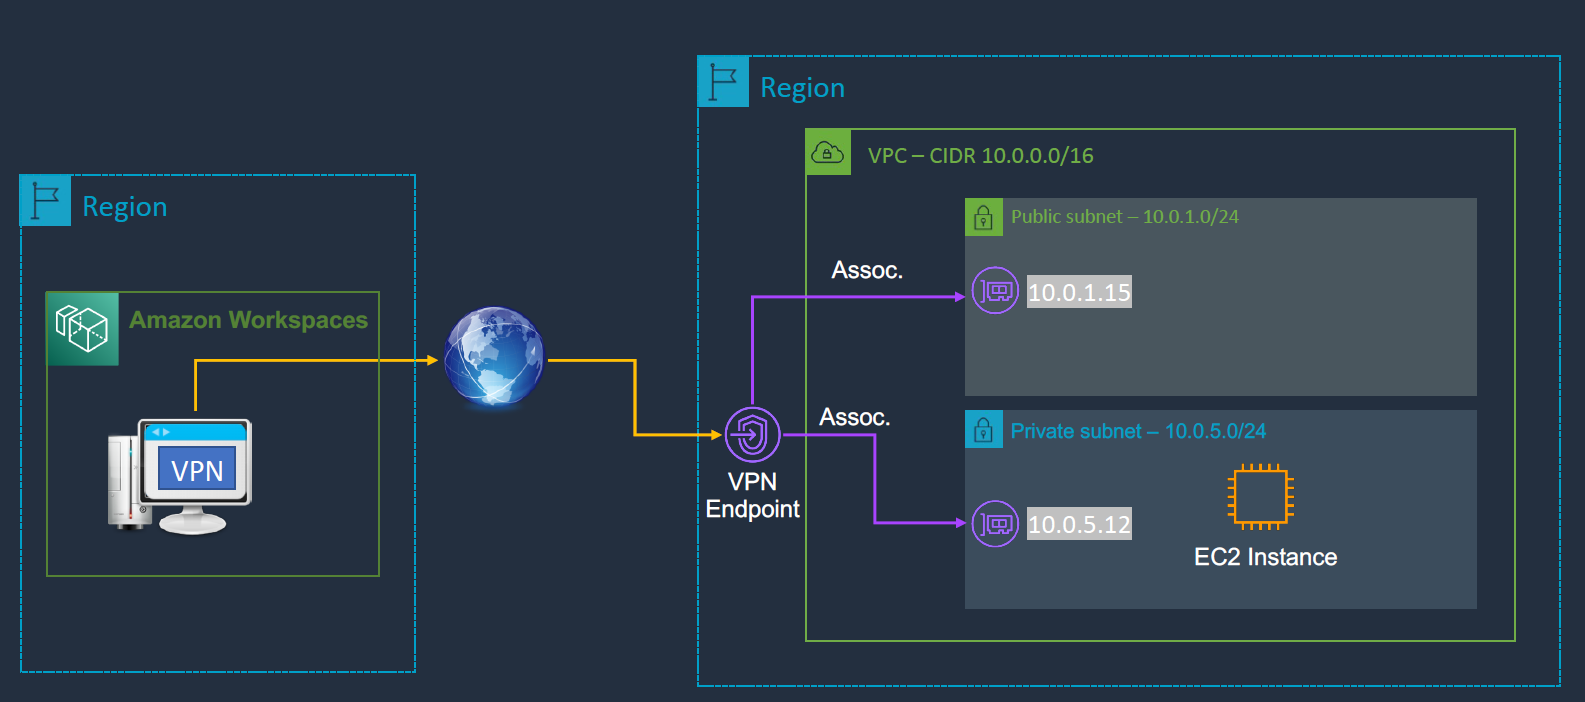 Region
Amazon Workspaces
VPN
Region
VPC – CIDR 10.0.0.0/16
Public subnet – 10.0.1.0/24
Assoc.
10.0.1.15
Assoc.
VPN
Endpoint
Private subnet – 10.0.5.0/24
10.0.5.12
EC2 Instance